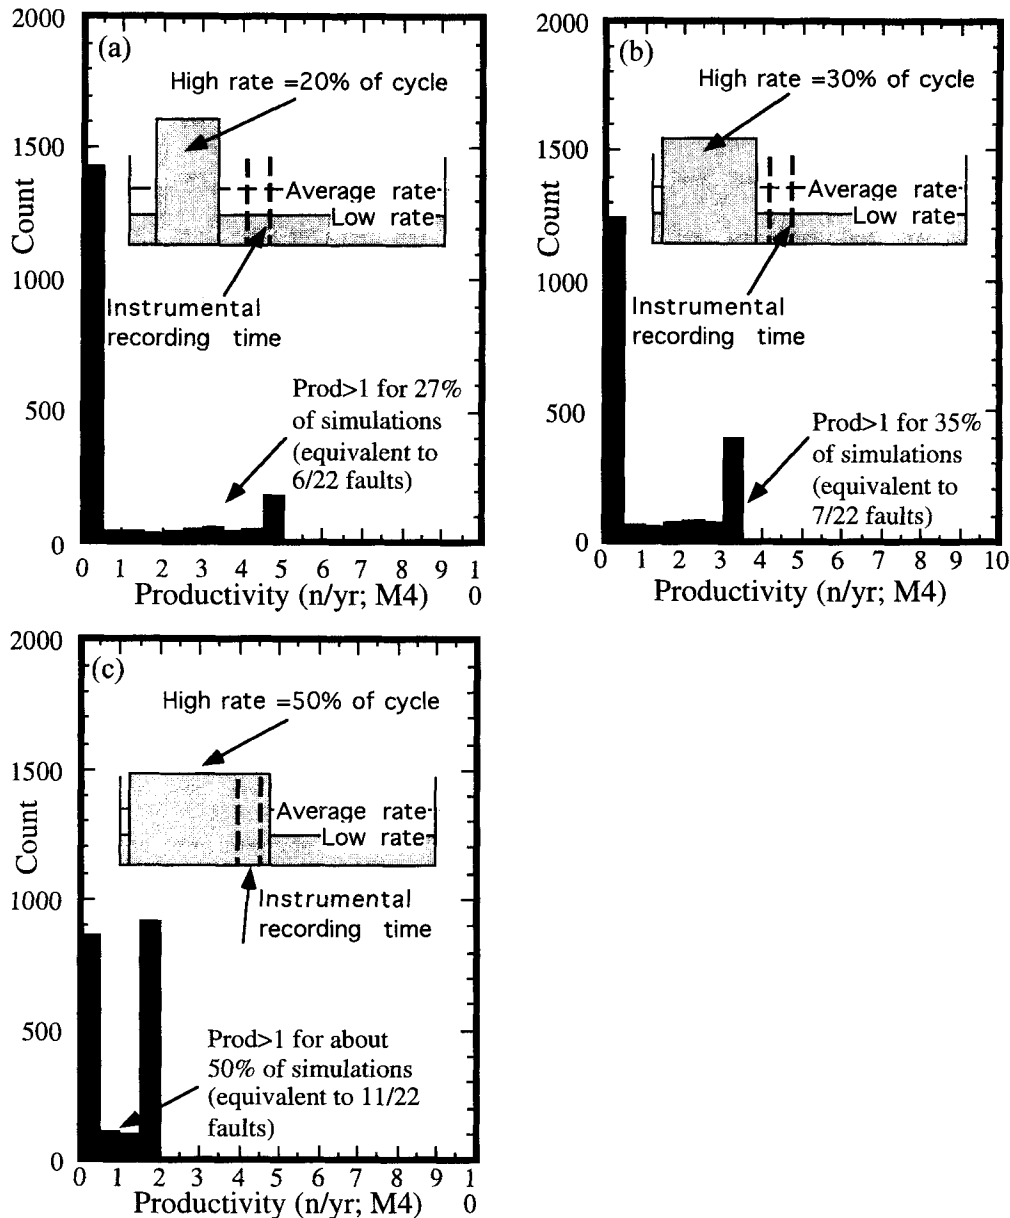 2000
(a)
High rate =20% of cycle
1500
Average rate
Low rate
Count
1000
Instrumental
recording time
Prod>1 for 27%
500
of simulations
(equivalent to
6/22 faults)
0
0 1 2 3 4 5 6 7 8 9 1
0
Productivity (n/yr; M4)
2000
(b)
High rate =30% of cycle
1500
Average rate
Low rate
Count
1000
Instrumental
recording time
500
Prod>1 for 35%
of simulations
(equivalent to
7/22 faults)
0
0 1 2 3 4 5 6 7 8 9 10
Productivity (n/yr; M4)
2000
(c)
High rate =50% of cycle
1500
Average rate
Low rate
Count
1000
Instrumental
recording time
500
Prod>1 for about
50% of simulations
(equivalent to 11/22
faults)
0
0 1 2 3 4 5 6 7 8 9 1
0
Productivity (n/yr; M4)